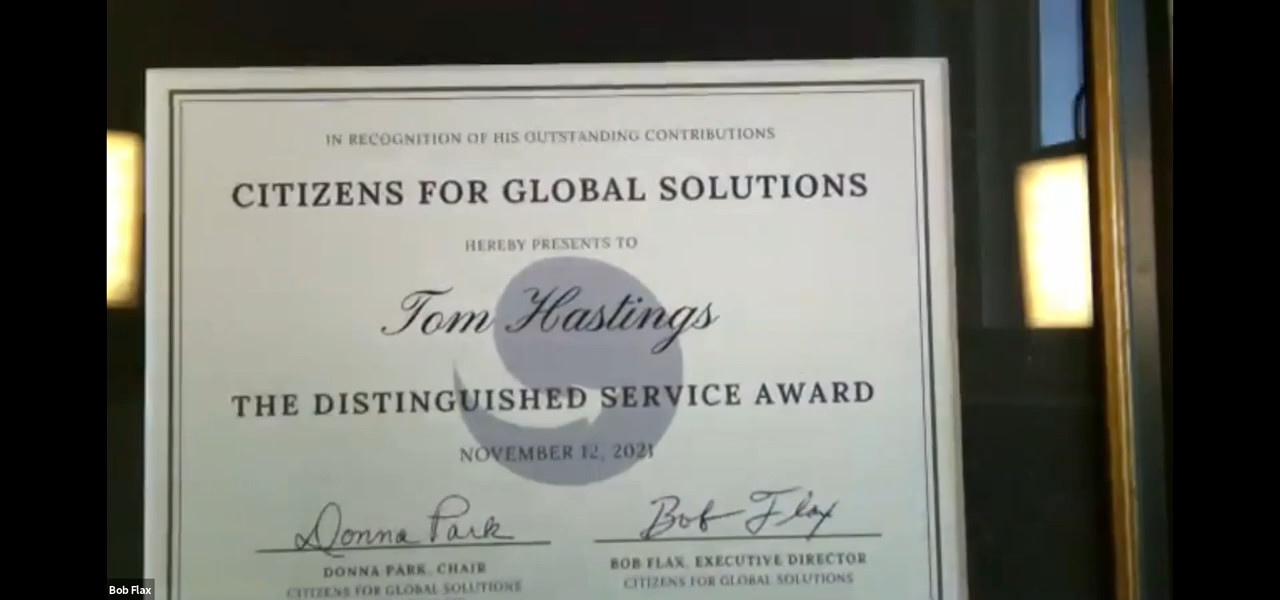 IN RECOGNITION OF HIS OUTSTANDING CONTRIBUTIONS
CITIZENS FOR GLOBAL SOLUTIONS
HEREBY PRESENTS TO
Tom Hastings
THE DISTINGUISHED SERVICE AWARD
NOVEMBER 12, 2021
Donna Park
Bob Flax
DONNA PARK, CHAIR
BOB FLAX, EXECUTIVE DIRECTOR
CITIZENS FOR GLOBAL SOLUTIONS
CITIZENS FOR GLOBAL SOLUTIONS
Bob Flax